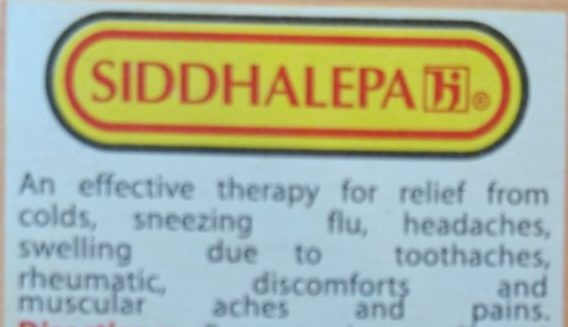 SIDDHALEPA ®
An effective therapy for relief from
colds, sneezing flu, headaches,
swelling due to toothaches,
rheumatic, discomforts and
muscular aches and pains.